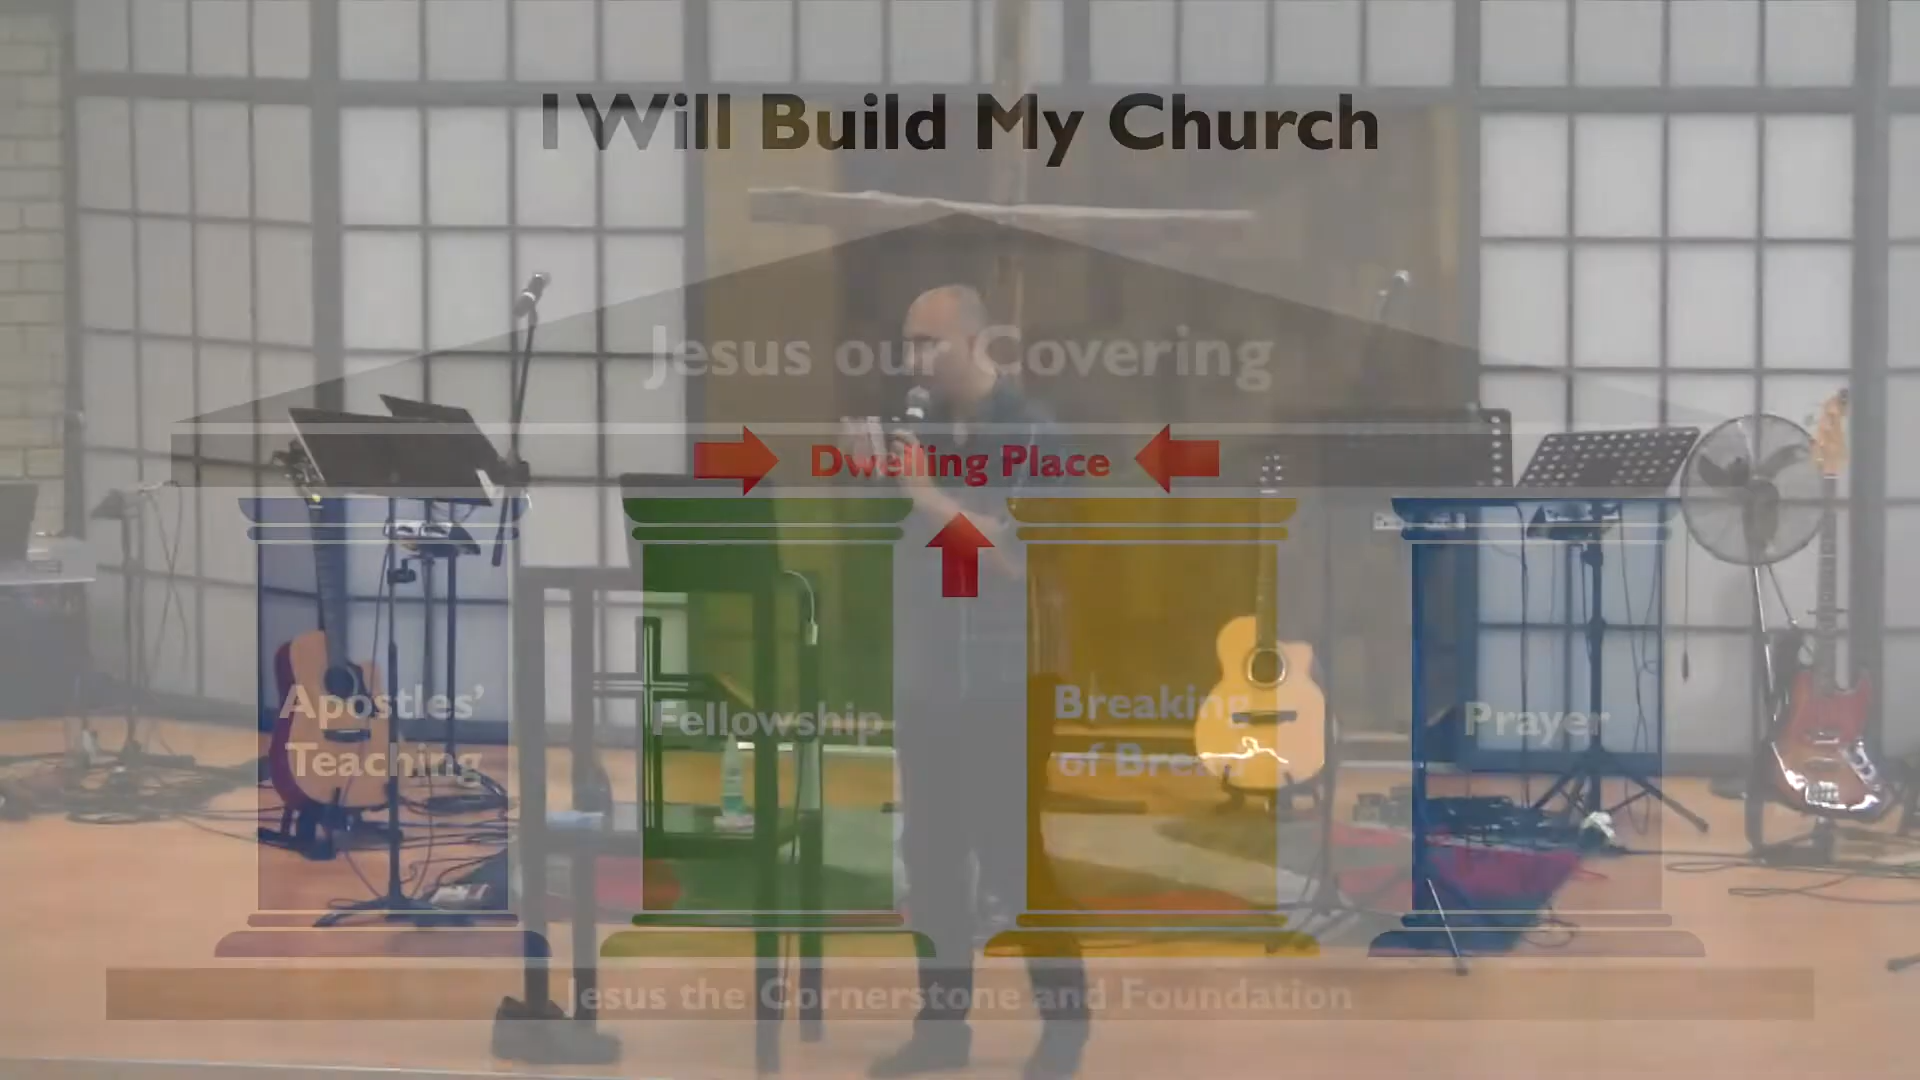 I Will Build My Church
Jesus our Covering
Dwelling Place
Apostles'
Teaching
Fellowship
Breaking
of Bread
Prayer
Jesus the Cornerstone and Foundation